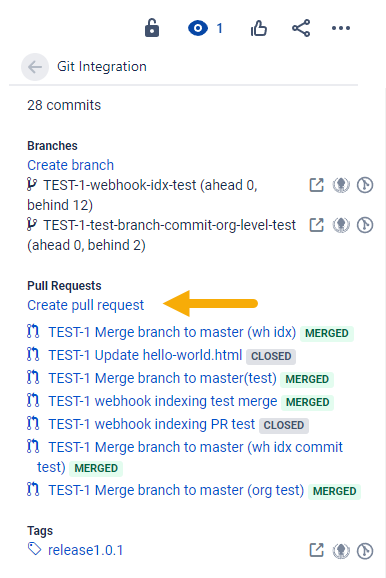 1
Git Integration
28 commits
Branches
Create branch
TEST-1-webhook-idx-test (ahead 0,
behind 12)
TEST-1-test-branch-commit-org-level-test
(ahead 0, behind 2)
Pull Requests
Create pull request
TEST-1 Merge branch to master (wh idx) MERGED
TEST-1 Update hello-world.html CLOSED
TEST-1 Merge branch to master(test) MERGED
TEST-1 webhook indexing test merge MERGED
TEST-1 webhook indexing PR test CLOSED
TEST-1 Merge branch to master (wh idx commit
test) MERGED
TEST-1 Merge branch to master (org test) MERGED
Tags
release1.0.1